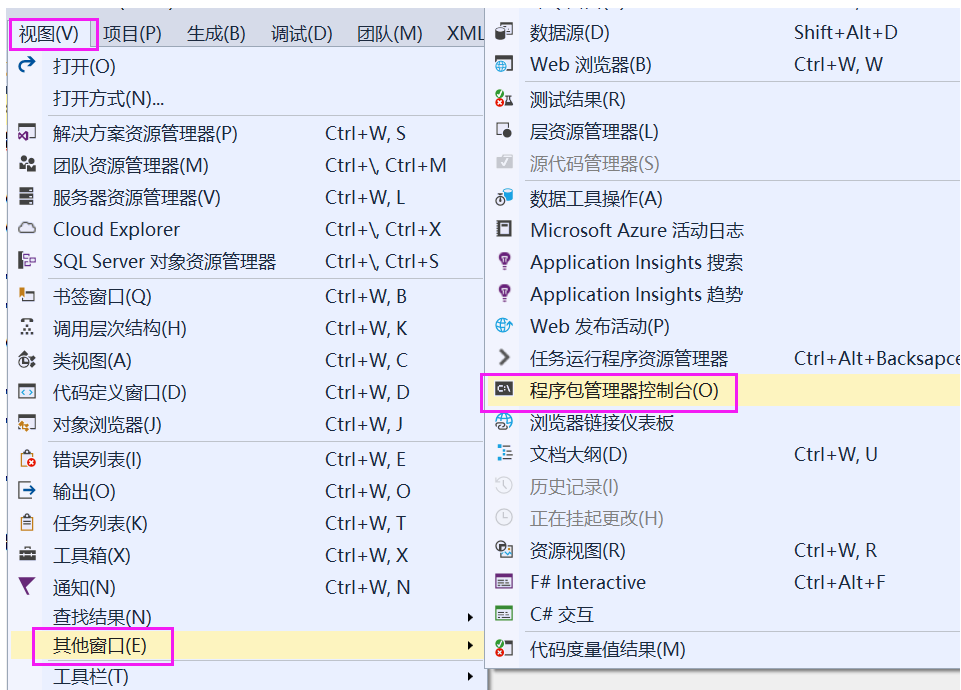 视图(V) 项目(P) 生成(B) 调试(D) 团队(M) XML
打开(O)
打开方式(N)...
解决方案资源管理器(P) Ctrl+W, S
团队资源管理器(M) Ctrl+\, Ctrl+M
服务器资源管理器(V) Ctrl+W, L
Cloud Explorer Ctrl+\, Ctrl+X
SQL Server 对象资源管理器 Ctrl+\, Ctrl+S
书签窗口(Q) Ctrl+W, B
调用层次结构(H) Ctrl+W, K
类视图(A) Ctrl+W, C
代码定义窗口(D) Ctrl+W, D
对象浏览器(J) Ctrl+W, J
错误列表(I) Ctrl+W, E
输出(O) Ctrl+W, O
任务列表(K) Ctrl+W, T
工具箱(X) Ctrl+W, X
通知(N) Ctrl+W, N
查找结果(N)
其他窗口(E)
工具栏(T)
数据源(D) Shift+Alt+D
Web 浏览器(B) Ctrl+W, W
测试结果(R)
层资源管理器(L)
源代码管理器(S)
数据工具操作(A)
Microsoft Azure 活动日志
Application Insights 搜索
Application Insights 趋势
Web 发布活动(P)
任务运行程序资源管理器 Ctrl+Alt+Backsapce
程序包管理器控制台(O)
浏览器链接仪表板
文档大纲(D) Ctrl+W, U
历史记录(I)
正在挂起更改(H)
资源视图(R) Ctrl+W, R
F# Interactive Ctrl+Alt+F
C# 交互
代码度量值结果(M)